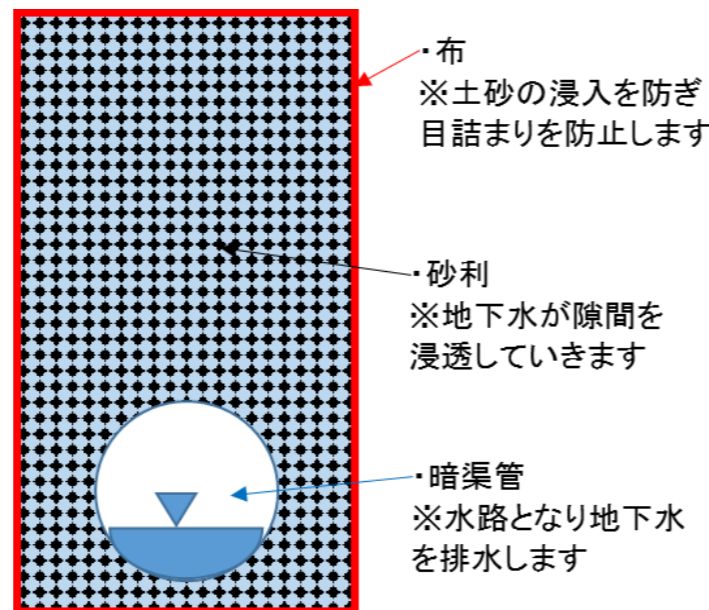 ・布
※土砂の浸入を防ぎ
目詰まりを防止します
・砂利
※地下水が隙間を
浸透していきます
・暗渠管
※水路となり地下水
を排水します